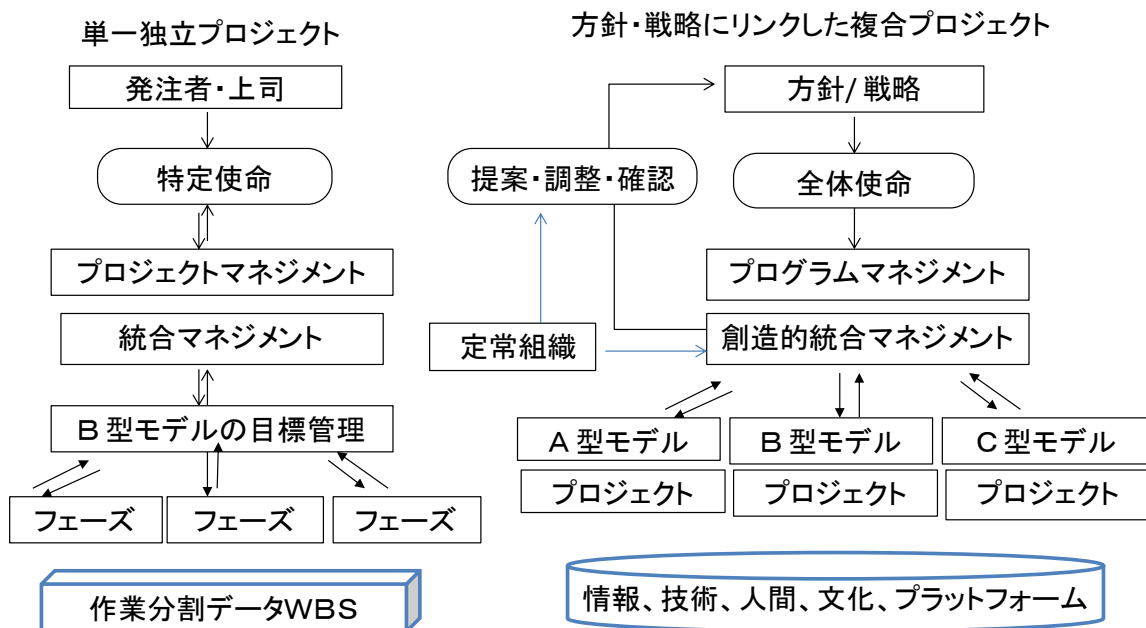 単一独立プロジェクト
発注者・上司
特定使命
プロジェクトマネジメント
統合マネジメント
B型モデルの目標管理
フェーズ
フェーズ
フェーズ
作業分割データWBS
方針・戦略にリンクした複合プロジェクト
方針/戦略
提案・調整・確認
全体使命
プログラムマネジメント
定常組織
創造的統合マネジメント
A型モデル
B型モデル
C型モデル
プロジェクト
プロジェクト
プロジェクト
情報、技術、人間、文化、プラットフォーム